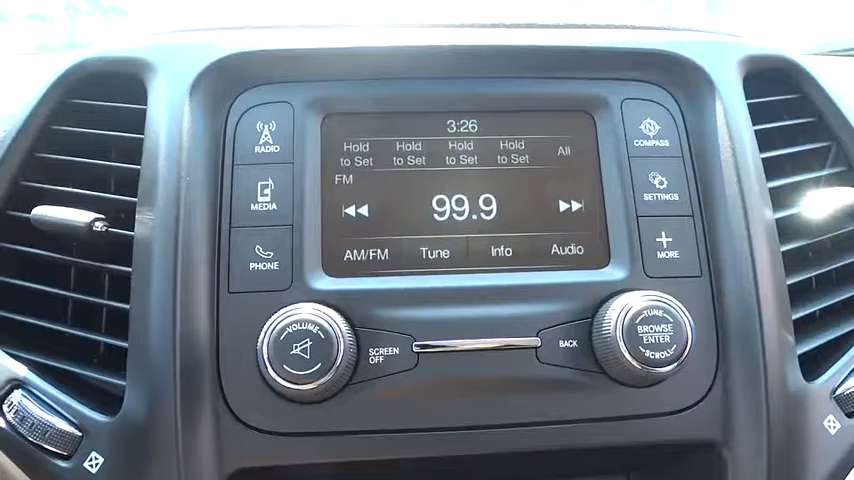 3:26
Hold to Set
Hold to Set
Hold to Set
Hold to Set
All
FM
99.9
AM/FM
Tune
Info
Audio
RADIO
MEDIA
PHONE
COMPASS
SETTINGS
MORE
VOLUME
SCREEN
OFF
BACK
TUNE
BROWSE
ENTER
SCROLL